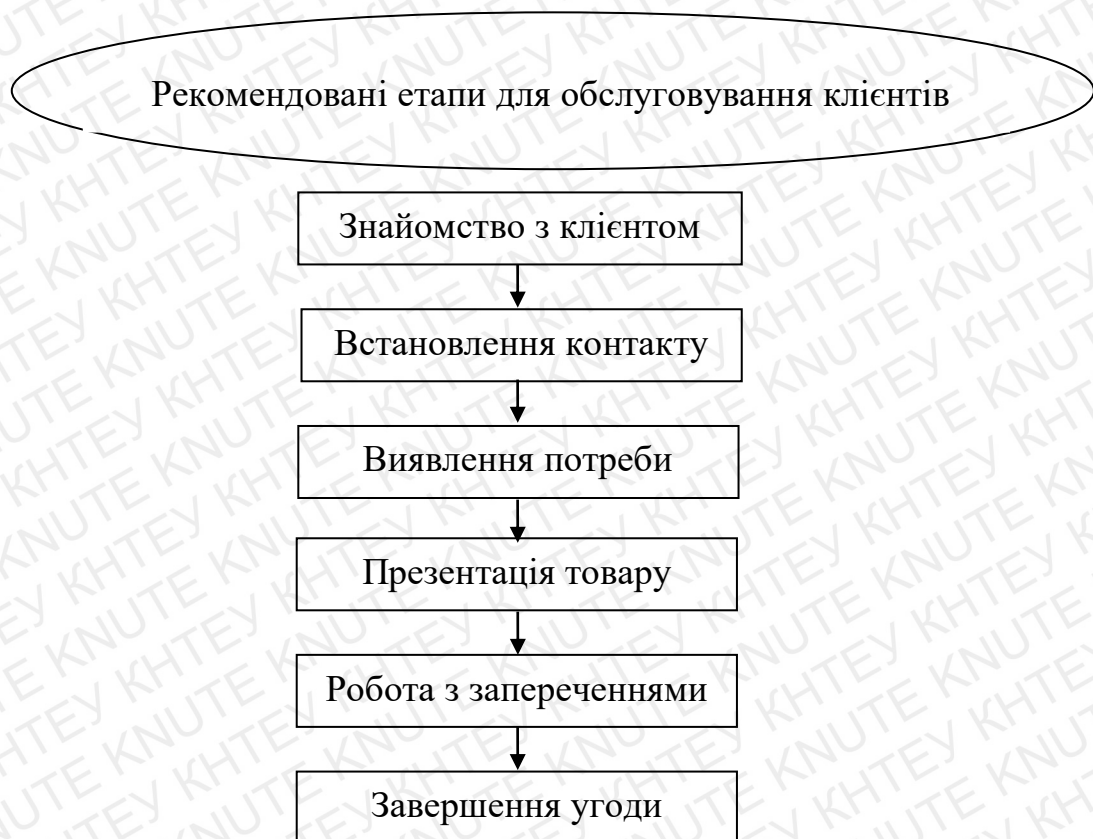 Рекомендовані етапи для обслуговування клієнтів
Знайомство з клієнтом
Встановлення контакту
Виявлення потреби
Презентація товару
Робота з запереченнями
Завершення угоди